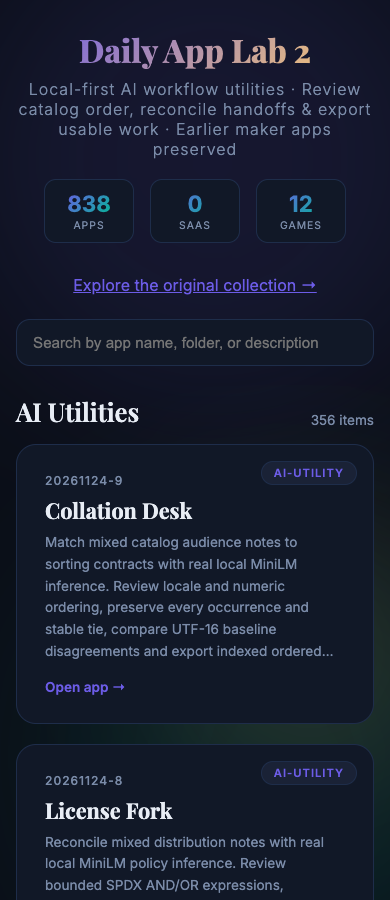 Daily App Lab 2
Local-first AI workflow utilities · Review
catalog order, reconcile handoffs & export
usable work · Earlier maker apps
preserved
838
APPS
0
SAAS
12
GAMES
Explore the original collection →
Search by app name, folder, or description
AI Utilities
356 items
20261124-9
AI-UTILITY
Collation Desk
Match mixed catalog audience notes to
sorting contracts with real local MiniLM
inference. Review locale and numeric
ordering, preserve every occurrence and
stable tie, compare UTF-16 baseline
disagreements and export indexed ordered...
Open app →
20261124-8
AI-UTILITY
License Fork
Reconcile mixed distribution notes with real
local MiniLM policy inference. Review
bounded SPDX AND/OR expressions,